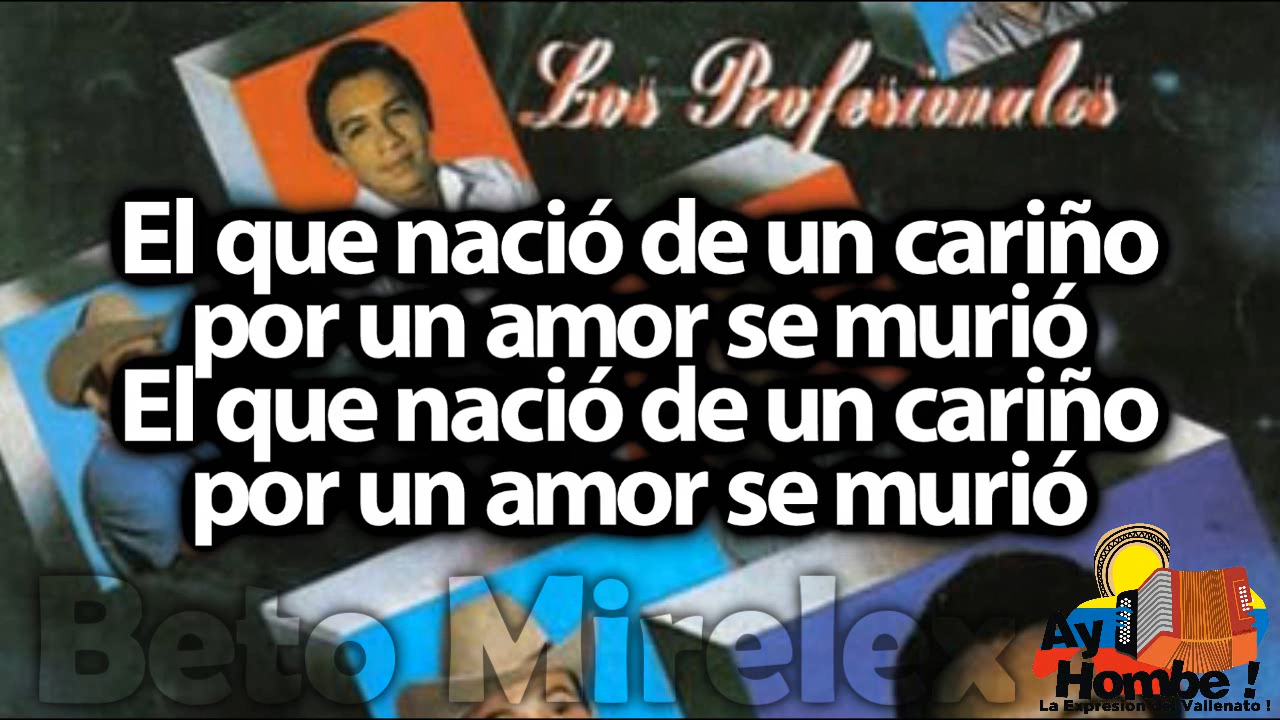 Los Profesionales
El que nació de un cariño
por un amor se murió
El que nació de un cariño
por un amor se murió
Beto Mirelex
Ay
Hombe !
La Expresión del Vallenato !